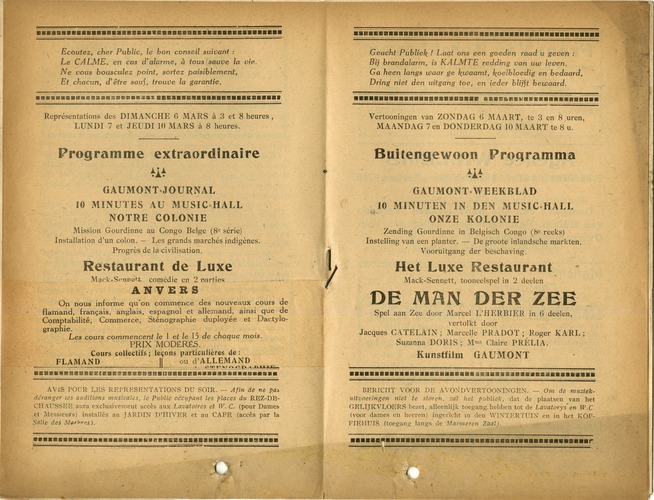 Ecoutez, cher Public, le bon conseil suivant :
Le CALME, en cas d'alarme, à tous sauve la vie.
Ne vous bousculez point, sortez paisiblement,
Et chacun, d'être sauf, trouve la garantie.
Représentations des DIMANCHE 6 MARS à 3 et 8 heures,
LUNDI 7 et JEUDI 10 MARS à 8 heures.
Programme extraordinaire
GAUMONT-JOURNAL
10 MINUTES AU MUSIC-HALL
NOTRE COLONIE
Mission Gourdinne au Congo Belge (8e série)
Installation d'un colon. — Les grands marchés indigènes.
Progrès de la civilisation.
Restaurant de Luxe
Mack-Sennett, comédie en 2 parties
ANVERS
On nous informe qu'on commence des nouveaux cours de
flamand, français, anglais, espagnol et allemand, ainsi que de
Comptabilité, Commerce, Sténographie duployée et Dactylo-
graphie.
Les cours commencent le 1 et le 15 de chaque mois.
PRIX MODERES.
Cours collectifs ; leçons particulières de :
FLAMAND ou d'ALLEMAND
STENOGRAPHIE
AVIS POUR LES REPRESENTATIONS DU SOIR. — Afin de ne pas
déranger les auditions musicales, le Public occupant les places du REZ-DE-
CHAUSSEE aura exclusivement accès aux Lavatoires et W. C. (pour Dames
et Messieurs) installés au JARDIN D'HIVER et au CAFE (accès par la
Salle des Marbres).
Geacht Publiek ! Laat ons een goeden raad u geven :
Bij brandalarm, is KALMTE redding van uw leven.
Ga heen langs waar ge kwaamt, koelbloedig en bedaard,
Dring niet den uitgang toe, en ieder blijft bewaard.
Vertooningen van ZONDAG 6 MAART, te 3 en 8 uren,
MAANDAG 7 en DONDERDAG 10 MAART te 8 u.
Buitengewoon Programma
GAUMONT-WEEKBLAD
10 MINUTEN IN DEN MUSIC-HALL
ONZE KOLONIE
Zending Gourdinne in Belgisch Congo (8e reeks)
Instelling van een planter. — De groote inlandsche markten.
Vooruitgang der beschaving.
Het Luxe Restaurant
Mack-Sennett, tooneelspel in 2 deelen
DE MAN DER ZEE
Spel aan Zee door Marcel L'HERBIER in 6 deelen,
vertolkt door
Jacques CATELAIN ; Marcelle PRADOT ; Roger KARL ;
Suzanna DORIS ; Mme Claire PRÉLIA.
Kunstfilm GAUMONT
BERICHT VOOR DE AVONDVERTOONINGEN. — Om de muziek-
uitvoeringen niet te storen, zal het publiek, dat de plaatsen van het
GELIJKVLOERS bezet, alleenlijk toegang hebben tot de Lavatorys en W.C
(voor dames en heeren) ingericht in den WINTERTUIN en in het KOF-
FIEHUIS (toegang langs de Marmeren Zaal).